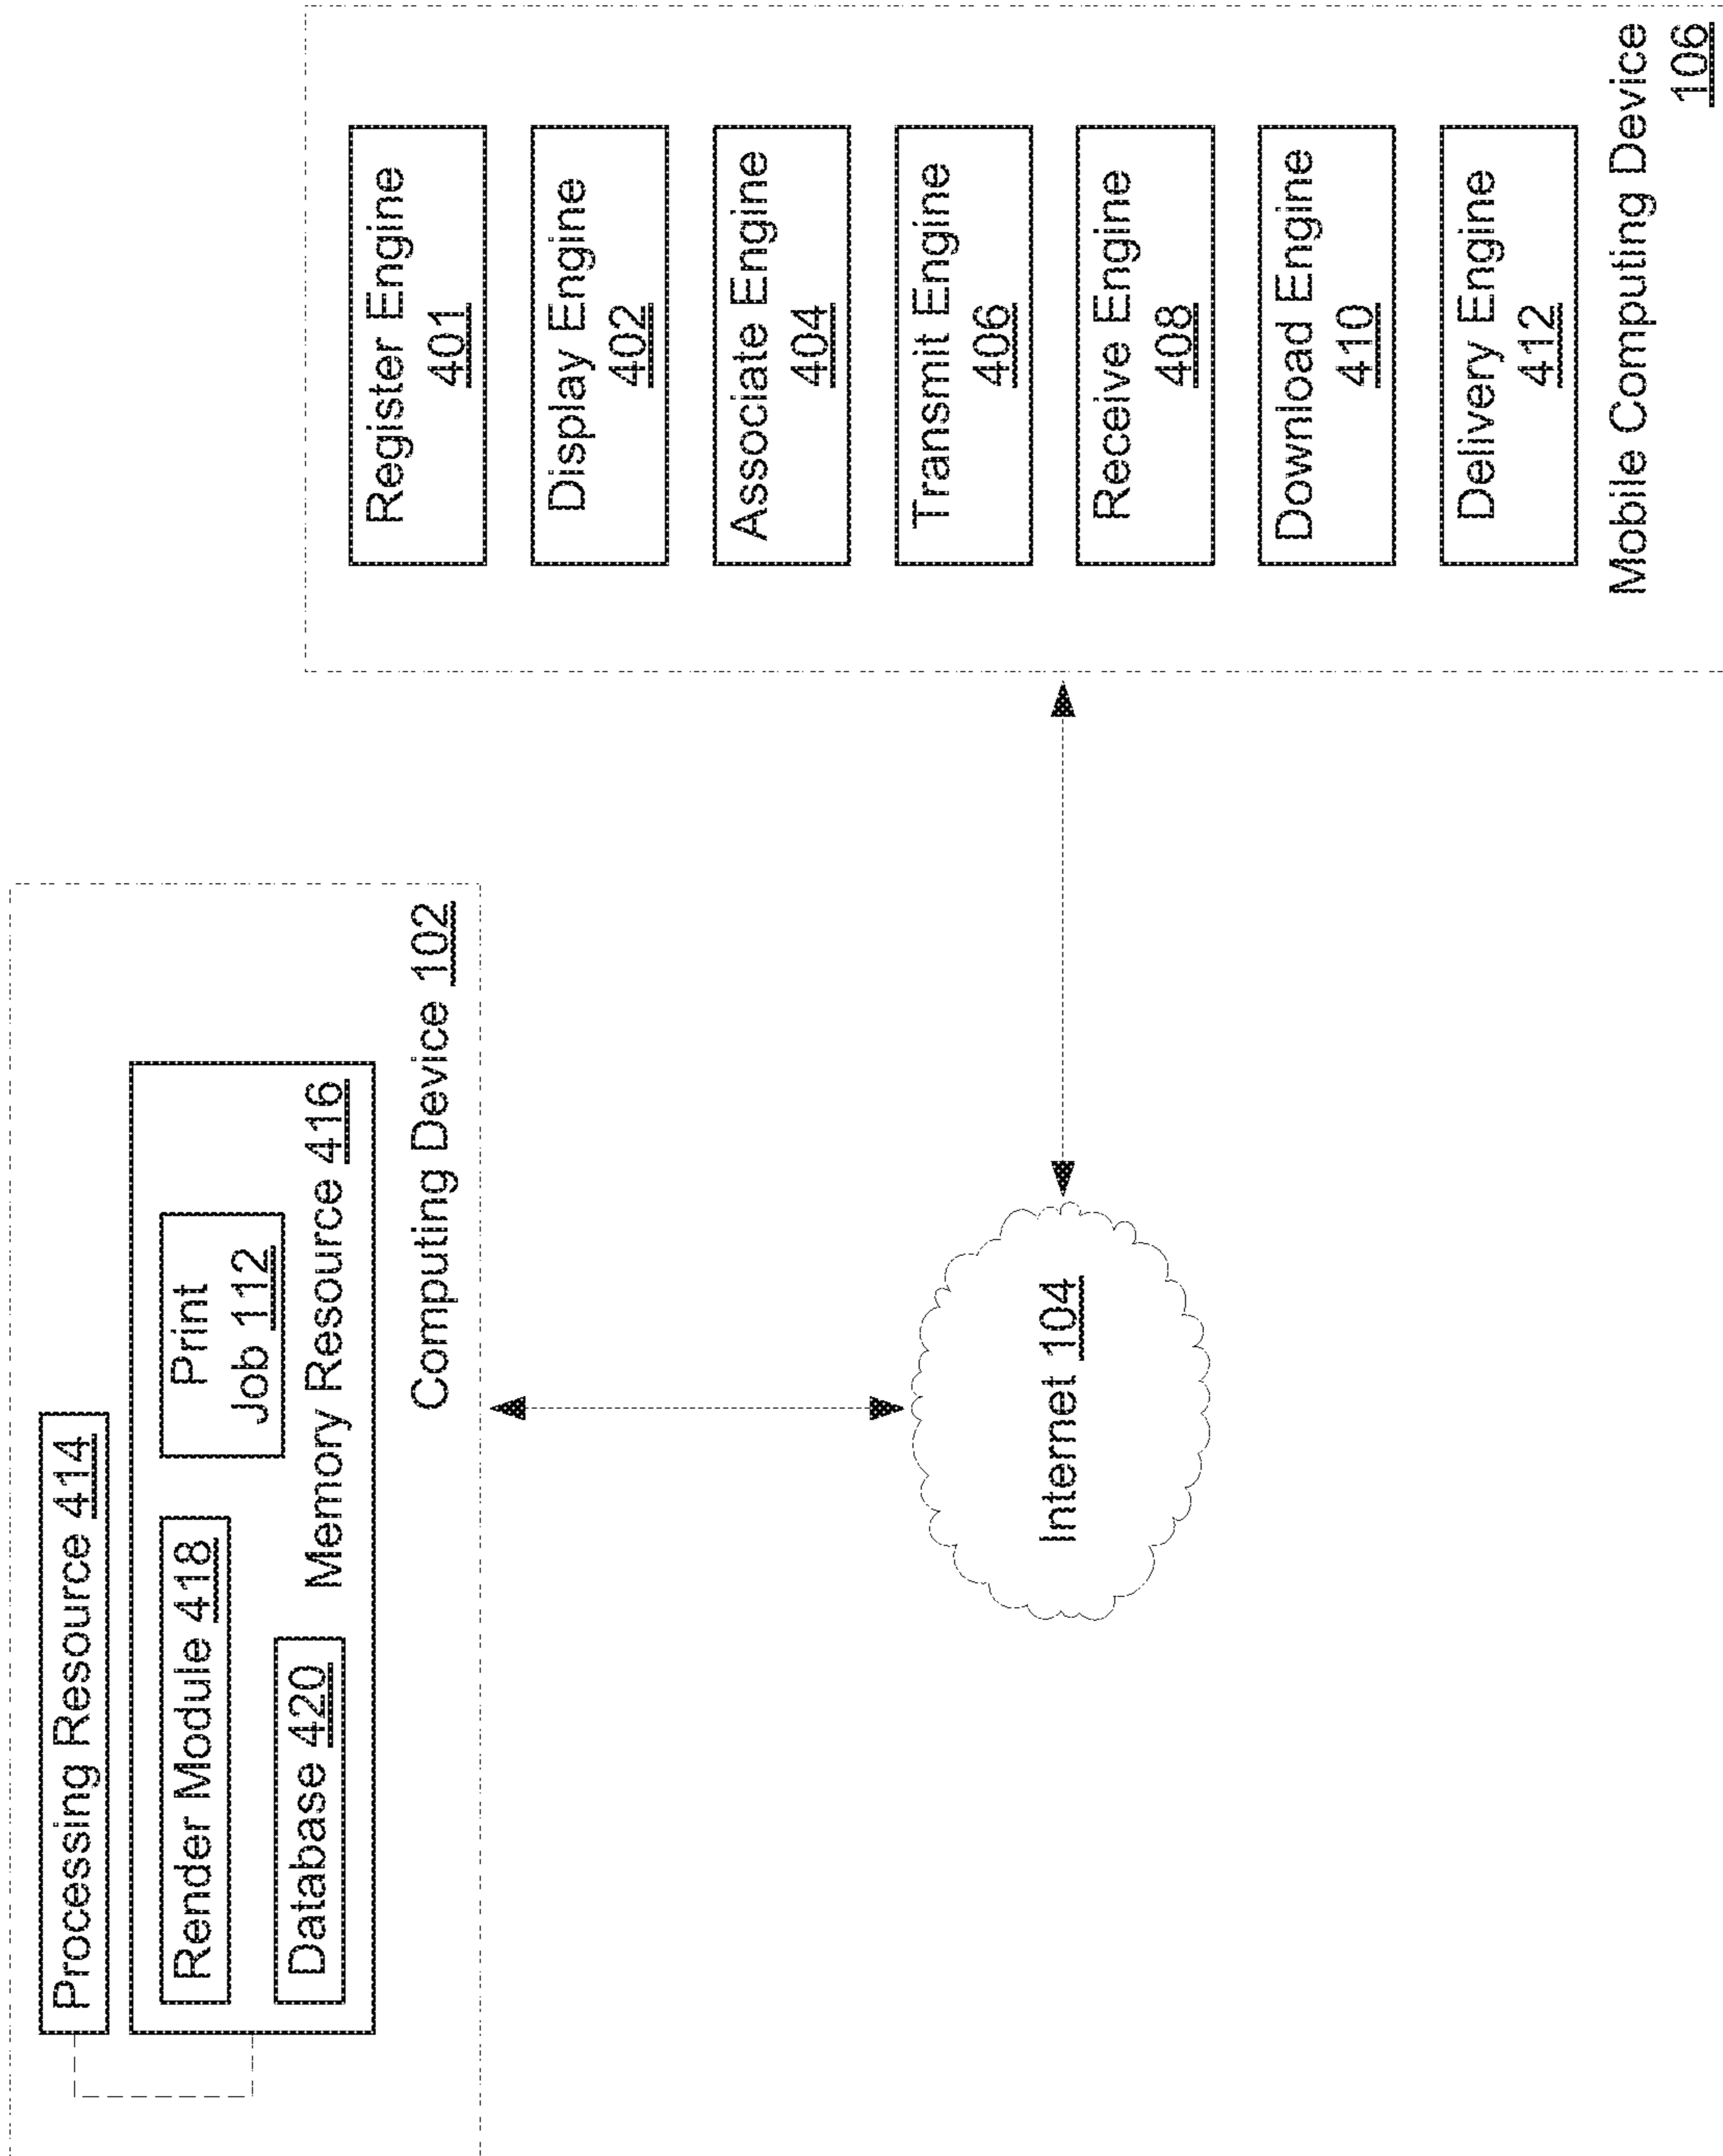 Processing Resource 414
Render Module 418
Print
Job 112
Database 420
Memory Resource 416
Computing Device 102
Internet 104
Register Engine
401
Display Engine
402
Associate Engine
404
Transmit Engine
406
Receive Engine
408
Download Engine
410
Delivery Engine
412
Mobile Computing Device
106